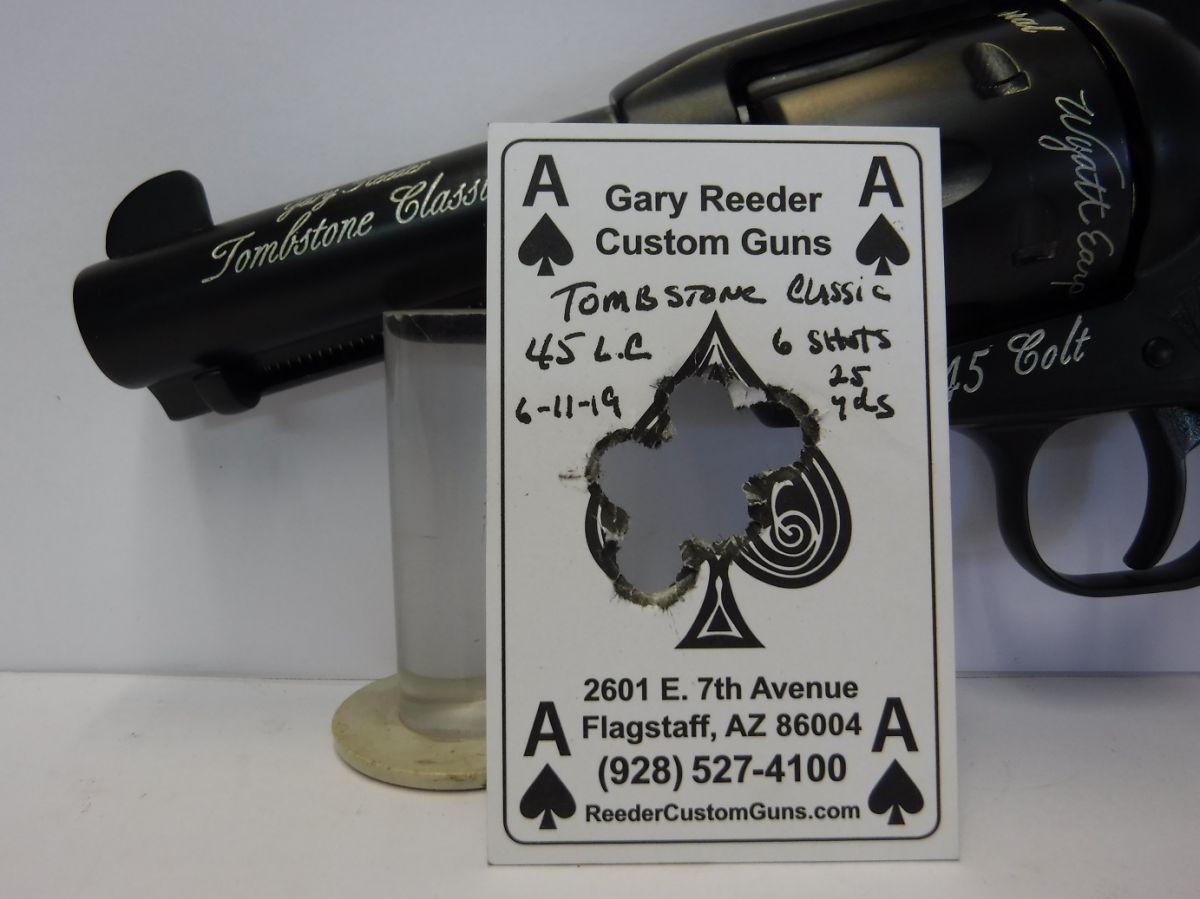 Tombstone Classi
Wyatt Earp
45 Colt
A A
Gary Reeder
Custom Guns
TOMBSTONE CLASSIC
45 L.C 6 SHOTS
25
6-11-19 yds
2601 E. 7th Avenue
Flagstaff, AZ 86004
(928) 527-4100
ReederCustomGuns.com
A A